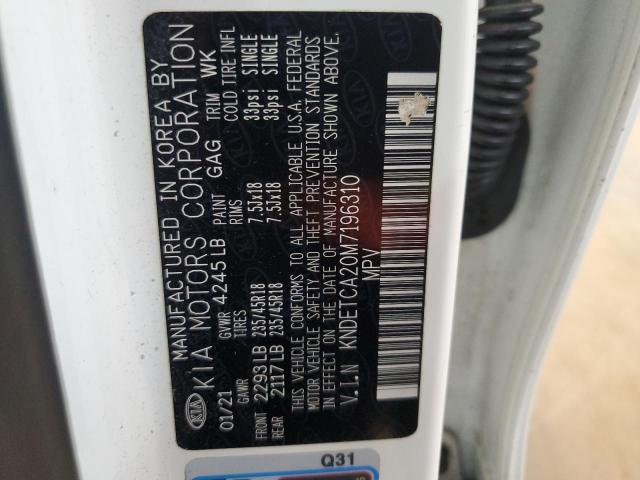 MANUFACTURED IN KOREA BY
KIA KIA MOTORS CORPORATION
01/21 GVWR 4245LB PAINT GAG TRIM WK
GAWR TIRES RIMS COLD TIRE INFL
FRONT 2293LB 235/45R18 7.5Jx18 33psi SINGLE
REAR 2117LB 235/45R18 7.5Jx18 33psi SINGLE
THIS VEHICLE CONFORMS TO ALL APPLICABLE U.S.A. FEDERAL
MOTOR VEHICLE SAFETY AND THEFT PREVENTION STANDARDS
IN EFFECT ON THE DATE OF MANUFACTURE SHOWN ABOVE.
V.I.N KNDETCA20M7196310
MPV
Q31